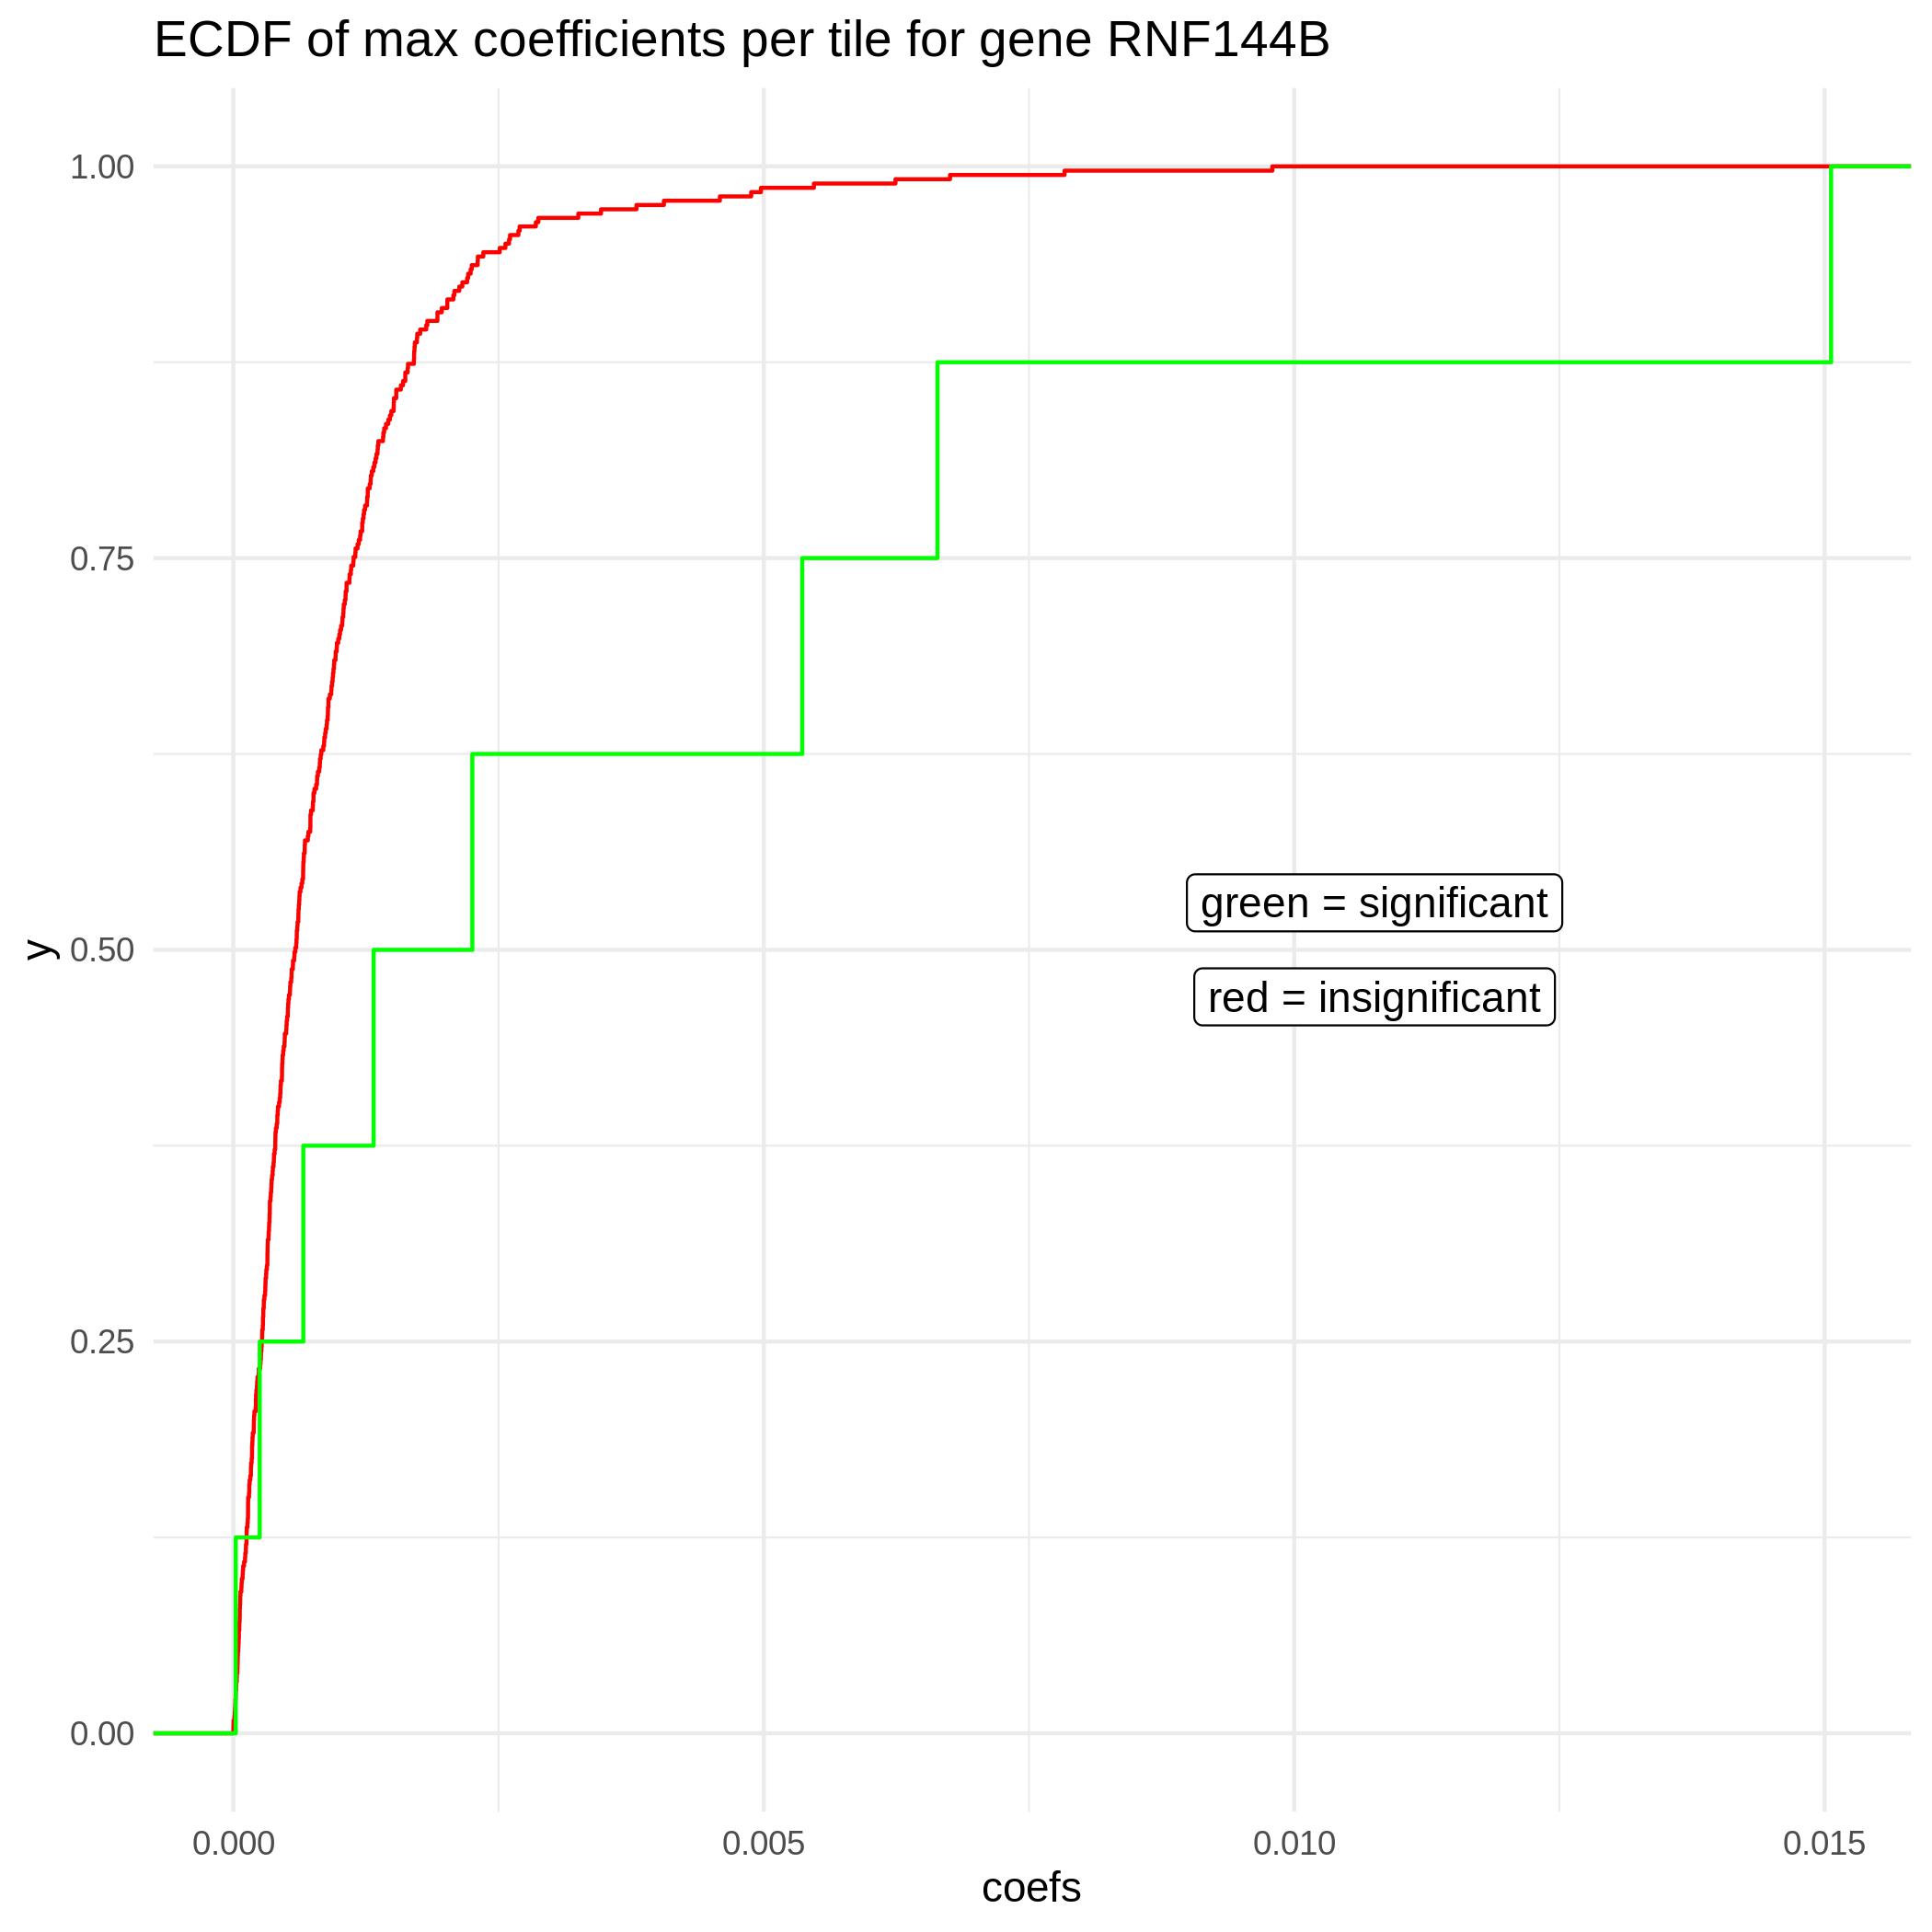 ECDF of max coefficients per tile for gene RNF144B
1.00
0.75
0.50
0.25
0.00
y
green = significant
red = insignificant
0.000 0.005 0.010 0.015
coefs